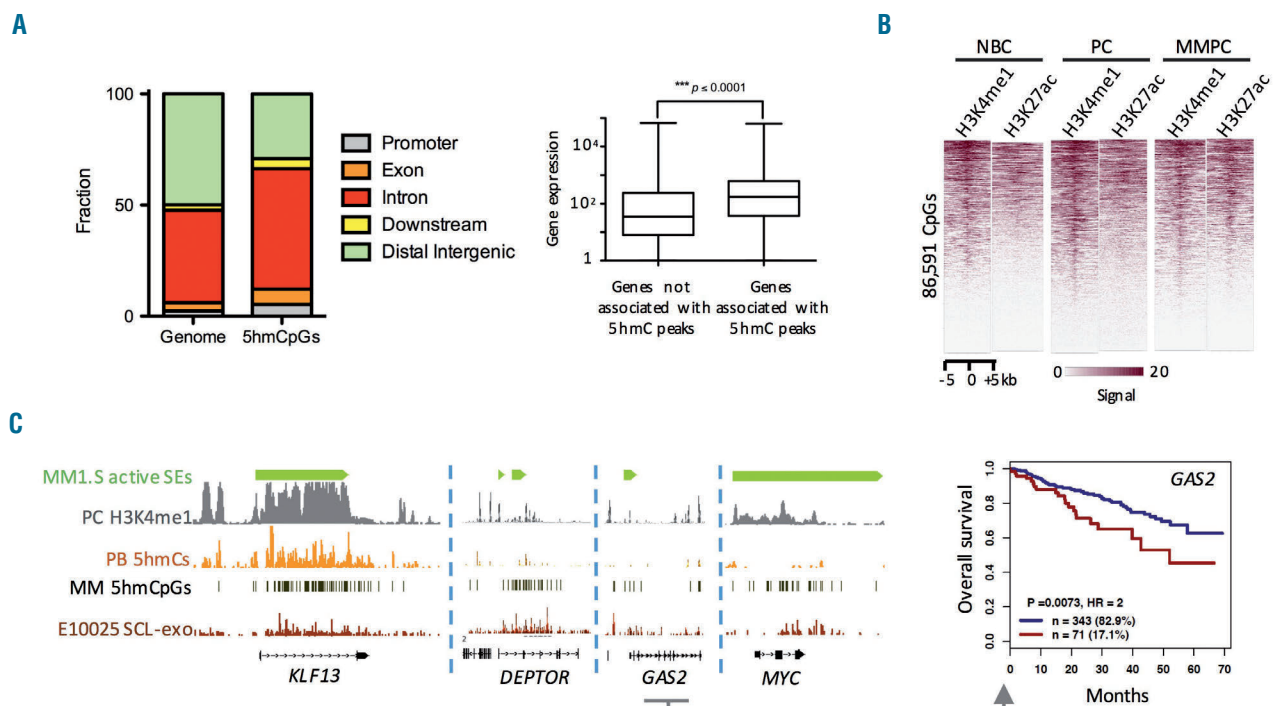 A
100
50
0
Fraction
Genome
5hmCpGs
Promoter
Exon
Intron
Downstream
Distal Intergenic
*** p ≤ 0.0001
Gene expression
10⁴
10²
1
Genes not
associated with
5hmC peaks
Genes
associated with
5hmC peaks
B
NBC
PC
MMPC
H3K4me1
H3K27ac
H3K4me1
H3K27ac
H3K4me1
H3K27ac
86,591 CpGs
-5 0 +5 kb
0 20
Signal
C
MM1.S active SEs
PC H3K4me1
PB 5hmCs
MM 5hmCpGs
E10025 SCL-exo
2
KLF13
DEPTOR
GAS2
MYC
GAS2
Overall survival
1.0
0.8
0.6
0.4
0.2
0.0
P =0.0073, HR = 2
n = 343 (82.9%)
n = 71 (17.1%)
0 10 20 30 40 50 60 70
Months